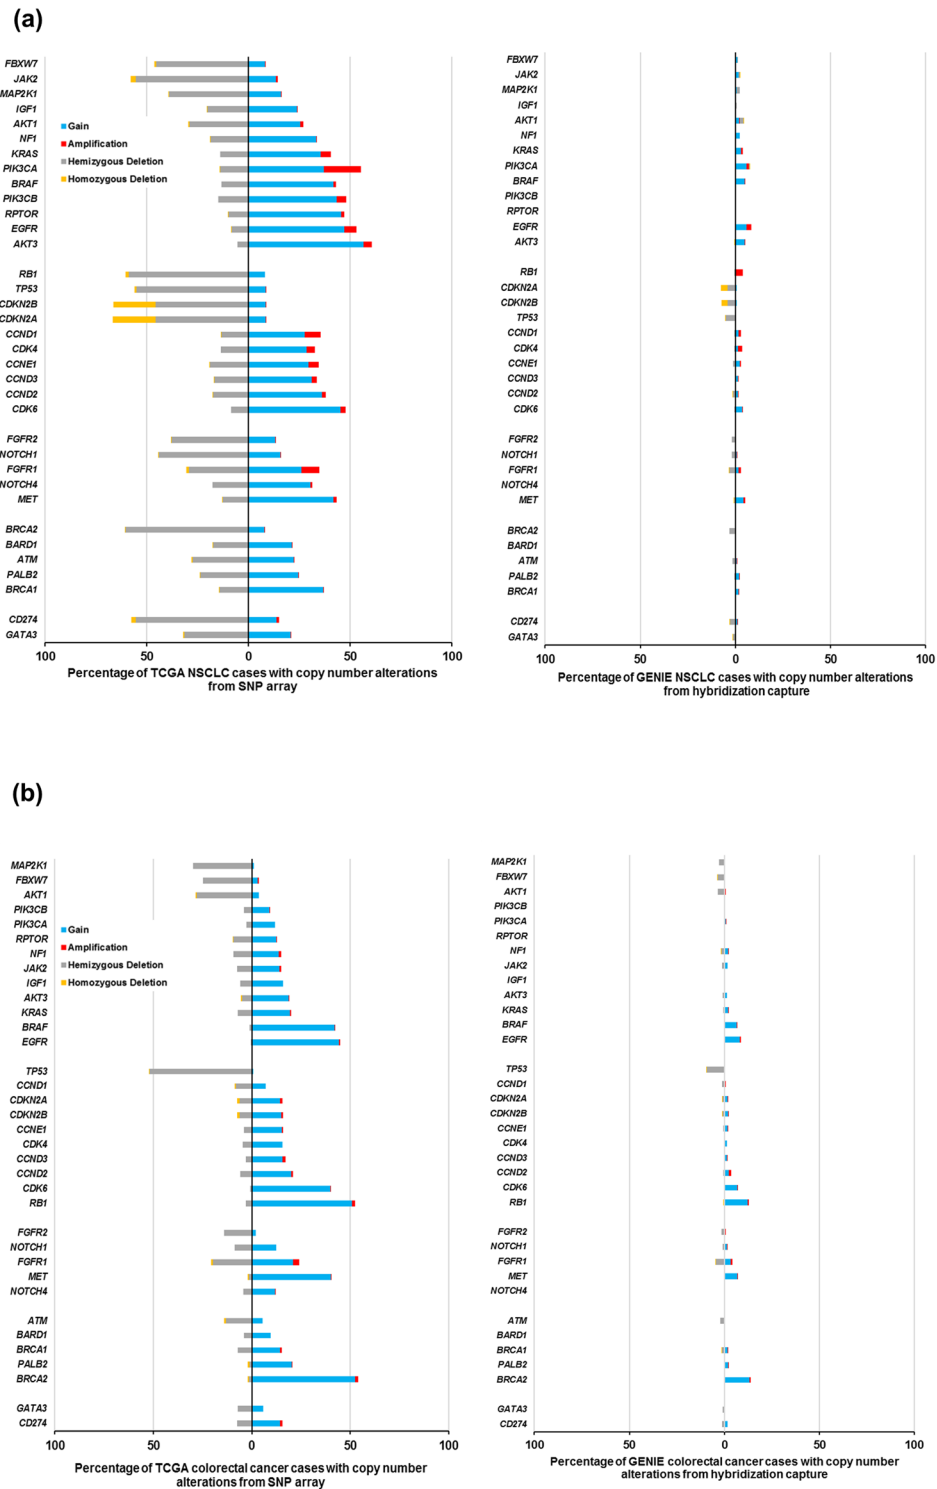 (a)
FBXW7
JAK2
MAP2K1
IGF1
AKT1
NF1
KRAS
PIK3CA
BRAF
PIK3CB
RPTOR
EGFR
AKT3
RB1
TP53
CDKN2B
CDKN2A
CCND1
CDK4
CCNE1
CCND3
CCND2
CDK6
FGFR2
NOTCH1
FGFR1
NOTCH4
MET
BRCA2
BARD1
ATM
PALB2
BRCA1
CD274
GATA3
Gain
Amplification
Hemizygous Deletion
Homozygous Deletion
100 50 0 50 100
Percentage of TCGA NSCLC cases with copy number alterations
from SNP array
FBXW7
JAK2
MAP2K1
IGF1
AKT1
NF1
KRAS
PIK3CA
BRAF
PIK3CB
RPTOR
EGFR
AKT3
RB1
CDKN2A
CDKN2B
TP53
CCND1
CDK4
CCNE1
CCND3
CCND2
CDK6
FGFR2
NOTCH1
FGFR1
NOTCH4
MET
BRCA2
BARD1
ATM
PALB2
BRCA1
CD274
GATA3
100 50 0 50 100
Percentage of GENIE NSCLC cases with copy number alterations
from hybridization capture
(b)
MAP2K1
FBXW7
AKT1
PIK3CB
PIK3CA
RPTOR
NF1
JAK2
IGF1
AKT3
KRAS
BRAF
EGFR
TP53
CCND1
CDKN2A
CDKN2B
CCNE1
CDK4
CCND3
CCND2
CDK6
RB1
FGFR2
NOTCH1
FGFR1
MET
NOTCH4
ATM
BARD1
BRCA1
PALB2
BRCA2
GATA3
CD274
Gain
Amplification
Hemizygous Deletion
Homozygous Deletion
100 50 0 50 100
Percentage of TCGA colorectal cancer cases with copy number
alterations from SNP array
MAP2K1
FBXW7
AKT1
PIK3CB
PIK3CA
RPTOR
NF1
JAK2
IGF1
AKT3
KRAS
BRAF
EGFR
TP53
CCND1
CDKN2A
CDKN2B
CCNE1
CDK4
CCND3
CCND2
CDK6
RB1
FGFR2
NOTCH1
FGFR1
MET
NOTCH4
ATM
BARD1
BRCA1
PALB2
BRCA2
GATA3
CD274
100 50 0 50 100
Percentage of GENIE colorectal cancer cases with copy number
alterations from hybridization capture